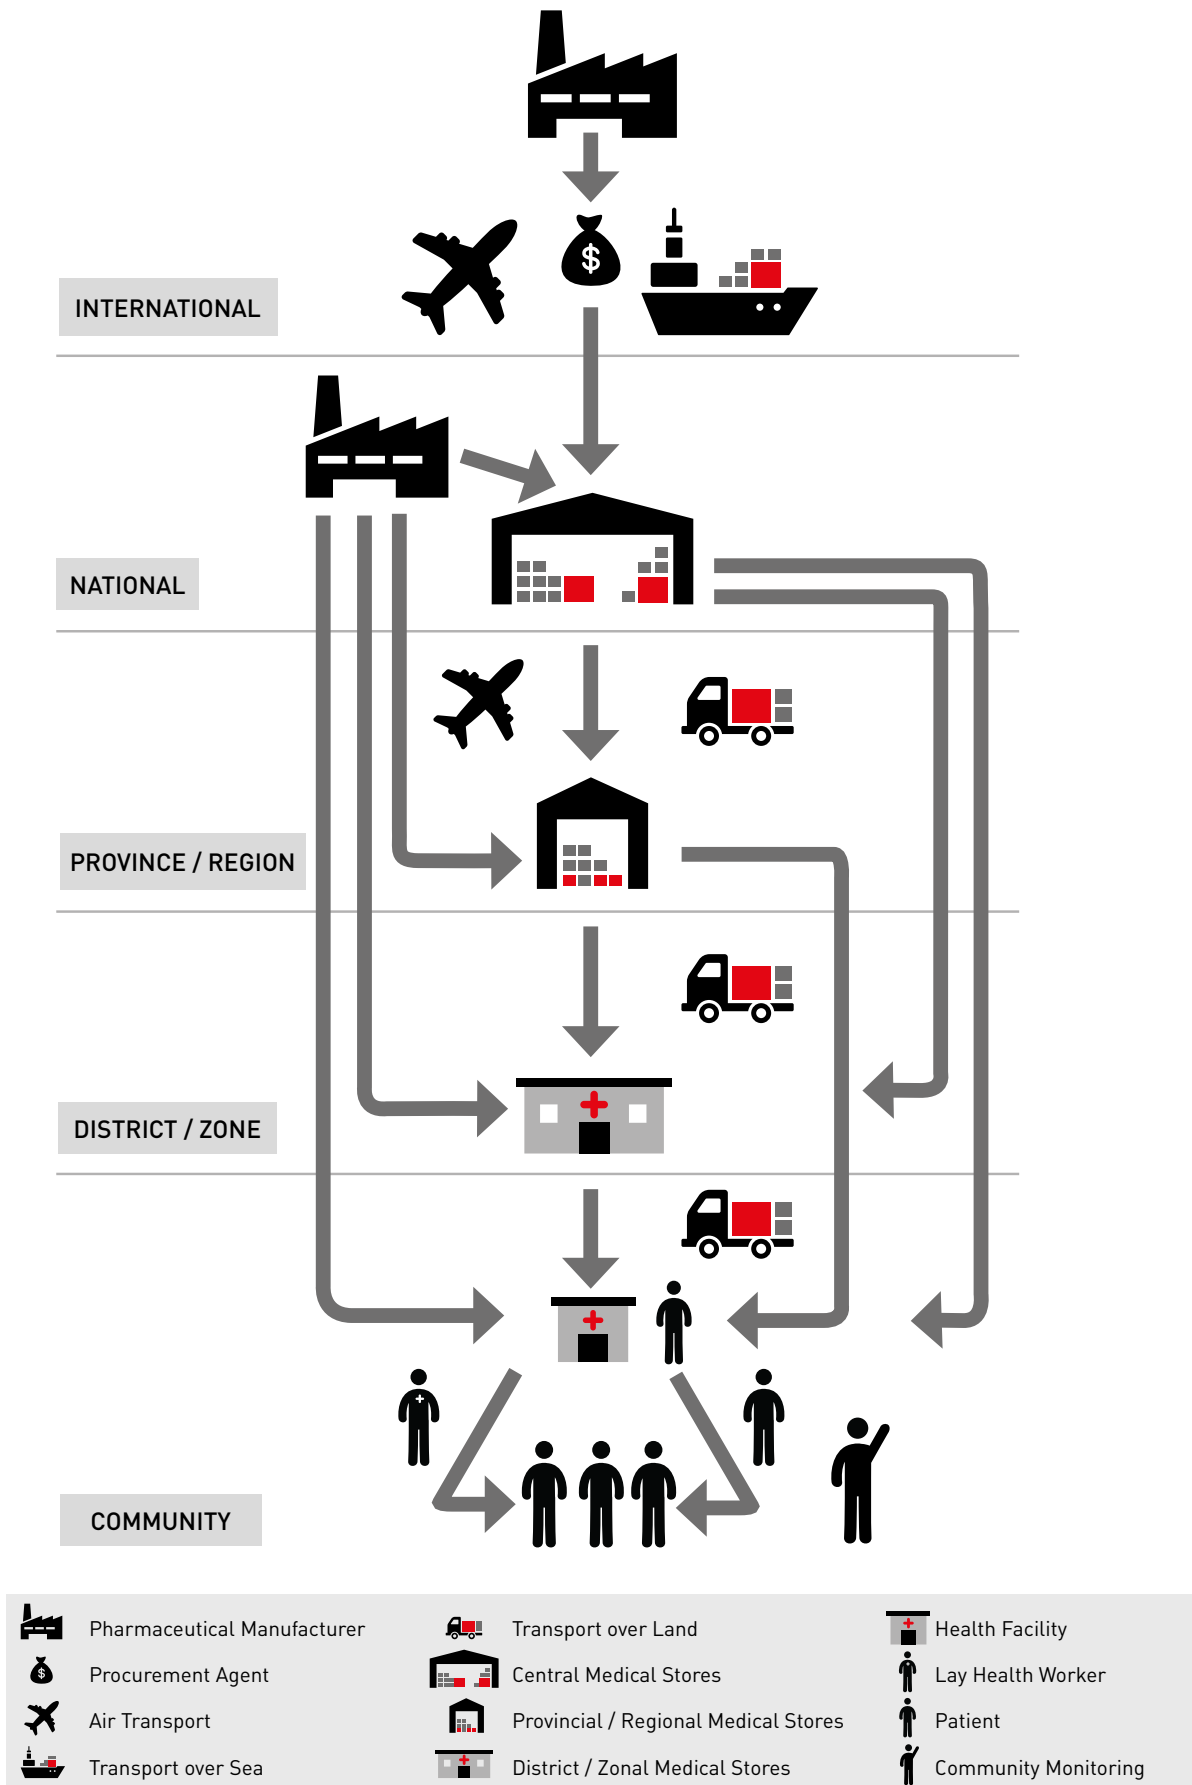 $
INTERNATIONAL
NATIONAL
PROVINCE / REGION
DISTRICT / ZONE
COMMUNITY
Pharmaceutical Manufacturer
$ Procurement Agent
Air Transport
Transport over Sea
Transport over Land
Central Medical Stores
Provincial / Regional Medical Stores
District / Zonal Medical Stores
Health Facility
Lay Health Worker
Patient
Community Monitoring